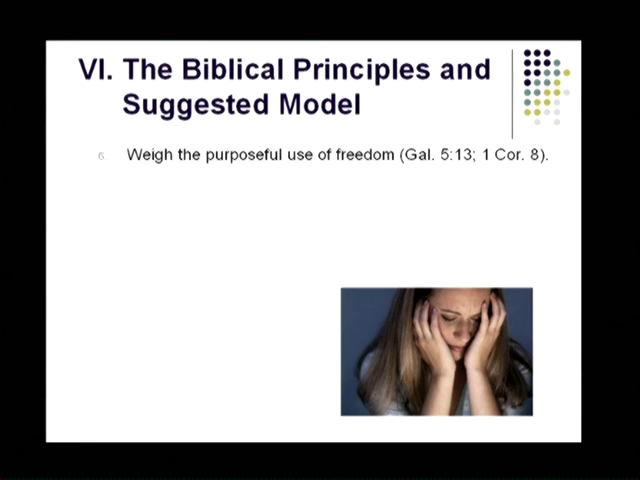 VI. The Biblical Principles and
Suggested Model
6. Weigh the purposeful use of freedom (Gal. 5:13; 1 Cor. 8).